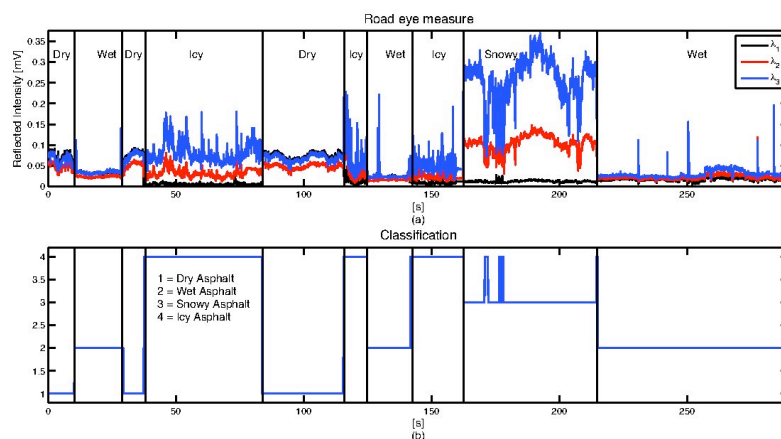 Road eye measure
Reflected Intensity [mV]
0.35
0.3
0.25
0.2
0.15
0.1
0.05
0
Dry Wet Dry Icy Dry Icy Wet Icy Snowy Wet
λ1
λ2
λ3
0 50 100 150 200 250
[s]
(a)
Classification
4
3.5
3
2.5
2
1.5
1
1 = Dry Asphalt
2 = Wet Asphalt
3 = Snowy Asphalt
4 = Icy Asphalt
0 50 100 150 200 250
[s]
(b)